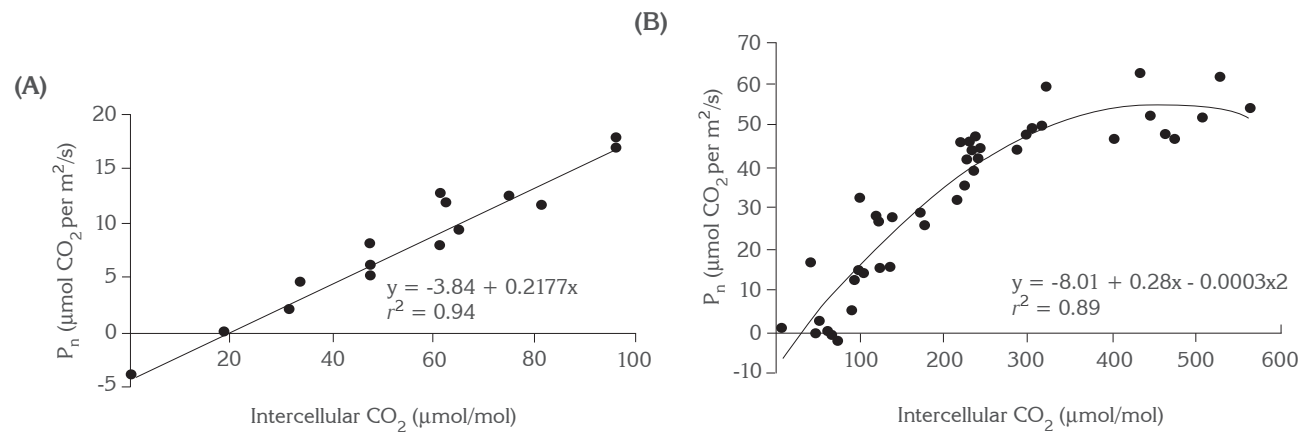 (A)
20
15
10
5
0
-5
20
40
60
80
100
Pn (µmol CO2 per m2/s)
Intercellular CO2 (µmol/mol)
y = -3.84 + 0.2177x
r2 = 0.94
(B)
70
60
50
40
30
20
10
0
-10
100
200
300
400
500
600
Pn (µmol CO2 per m2/s)
Intercellular CO2 (µmol/mol)
y = -8.01 + 0.28x - 0.0003x2
r2 = 0.89